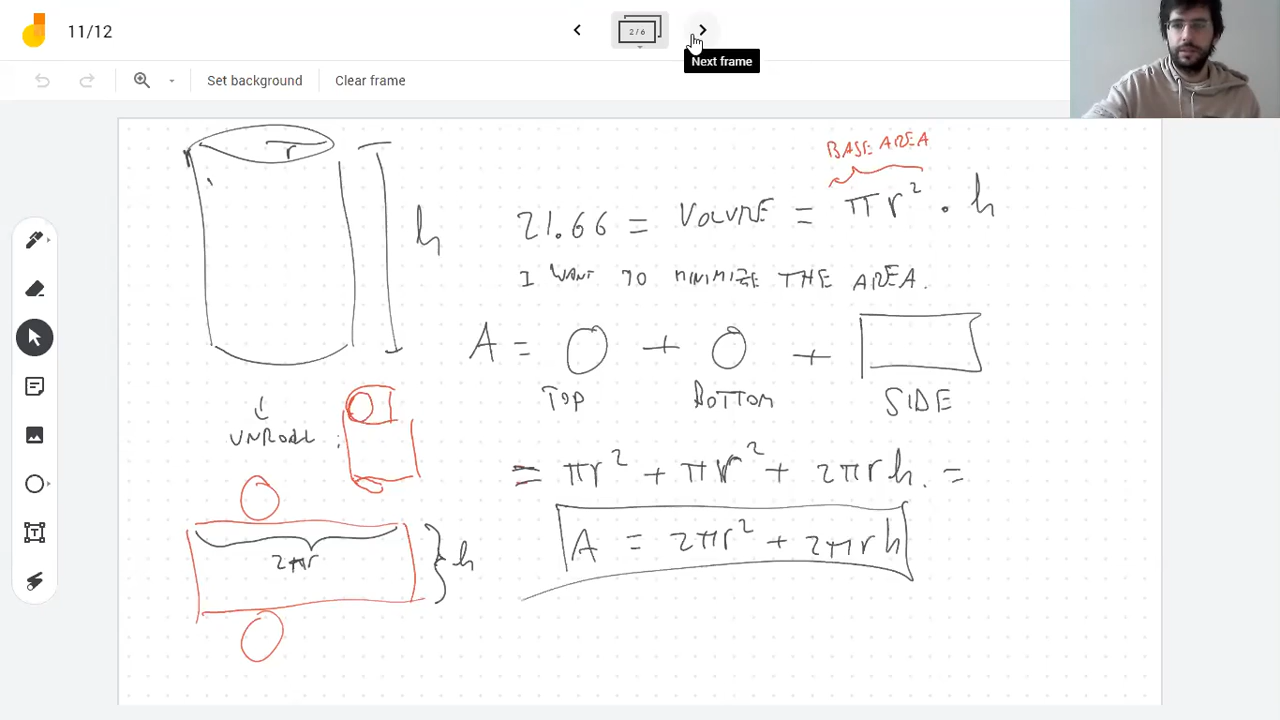 11/12
2/6
Next frame
Set background
Clear frame
r
h
BASE AREA
21.66 = VOLUME = πr² · h
I WANT TO MINIMIZE THE AREA.
A = + +
TOP BOTTOM SIDE
↓
UNROLL :
= πr² + πr² + 2πrh. =
A = 2πr² + 2πrh
2πr
h